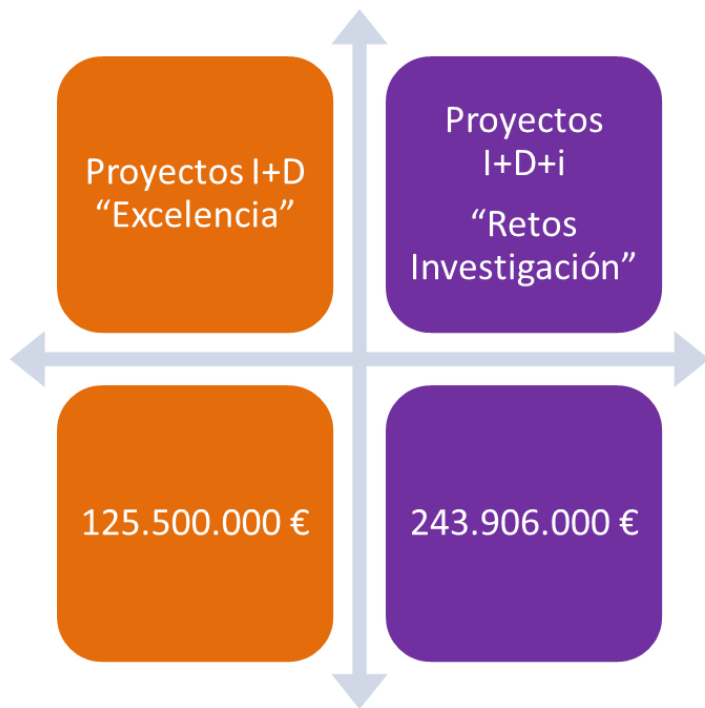 Proyectos I+D
“Excelencia”
Proyectos
I+D+i
“Retos
Investigación”
125.500.000 €
243.906.000 €